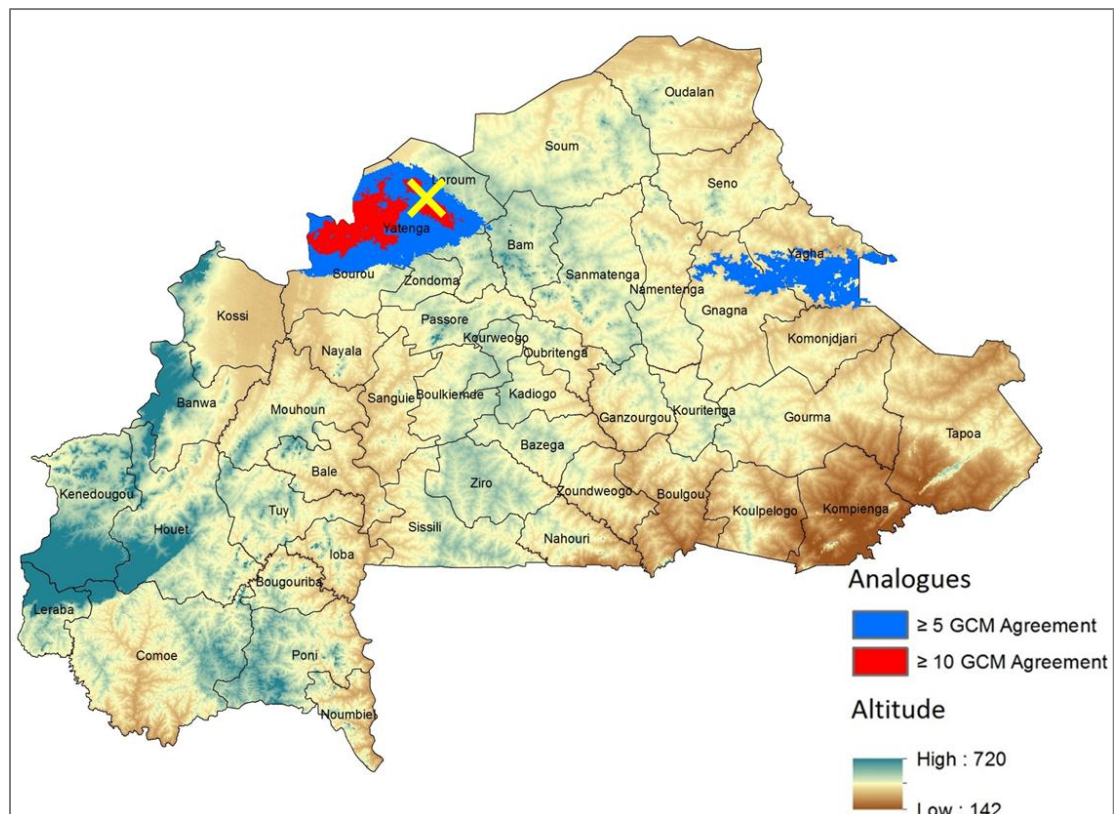 Oudalan
Soum
Loroum
Seno
Yatenga
Yagha
Bam
Sourou
Zondoma
Sanmatenga
Namentenga
Gnagna
Kossi
Passore
Kourweogo
Oubritenga
Komonjdjari
Nayala
Banwa
Mouhoun
Sanguie
Boulkiemde
Kadiogo
Ganzourgou
Kouritenga
Gourma
Tapoa
Bazega
Bale
Kenedougou
Ziro
Zoundweogo
Boulgou
Koulpelogo
Kompienga
Houet
Tuy
Sissili
Nahouri
Ioba
Bougouriba
Leraba
Comoe
Poni
Noumbiel
Analogues
≥ 5 GCM Agreement
≥ 10 GCM Agreement
Altitude
High : 720
Low : 142